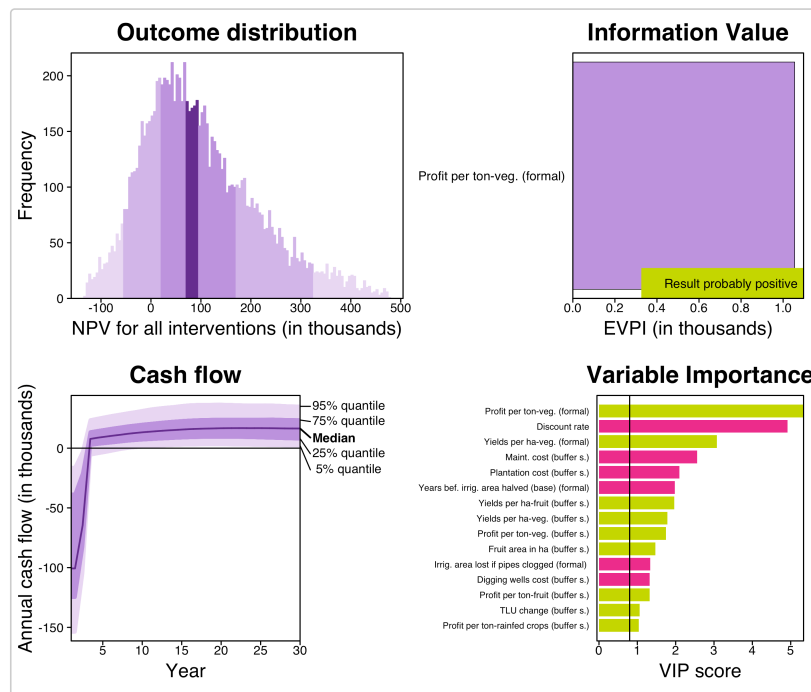 Outcome distribution
Frequency
200
150
100
50
0
-100 0 100 200 300 400 500
NPV for all interventions (in thousands)
Information Value
Profit per ton-veg. (formal)
Result probably positive
0.0 0.2 0.4 0.6 0.8 1.0
EVPI (in thousands)
Cash flow
Annual cash flow (in thousands)
0
-50
-100
-150
95% quantile
75% quantile
Median
25% quantile
5% quantile
5 10 15 20 25 30
Year
Variable Importance
Profit per ton-veg. (formal)
Discount rate
Yields per ha-veg. (formal)
Maint. cost (buffer s.)
Plantation cost (buffer s.)
Years bef. irrig. area halved (base) (formal)
Yields per ha-fruit (buffer s.)
Yields per ha-veg. (buffer s.)
Profit per ton-veg. (buffer s.)
Fruit area in ha (buffer s.)
Irrig. area lost if pipes clogged (formal)
Digging wells cost (buffer s.)
Profit per ton-fruit (buffer s.)
TLU change (buffer s.)
Profit per ton-rainfed crops (buffer s.)
0 1 2 3 4 5
VIP score